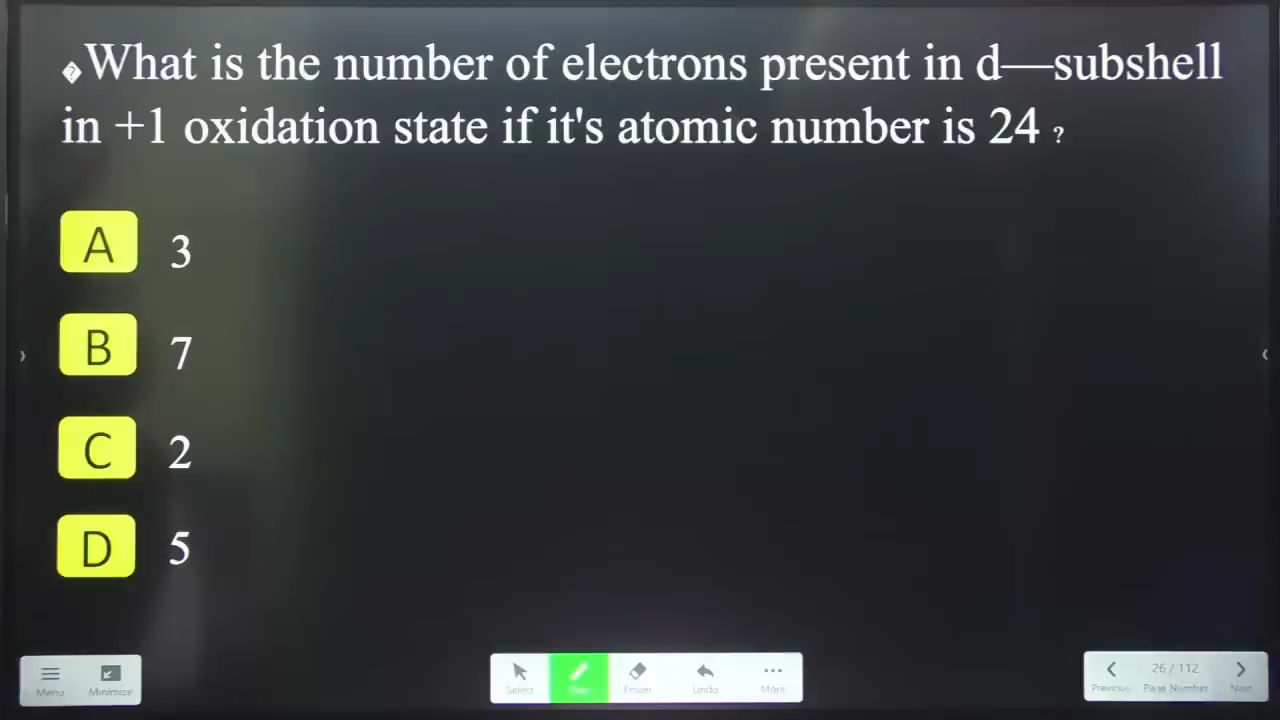 What is the number of electrons present in d—subshell
in +1 oxidation state if it's atomic number is 24 ?
A 3
B 7
C 2
D 5
Menu Minimize Select Pen Eraser Undo More Previous 26 / 112 Page Number Next